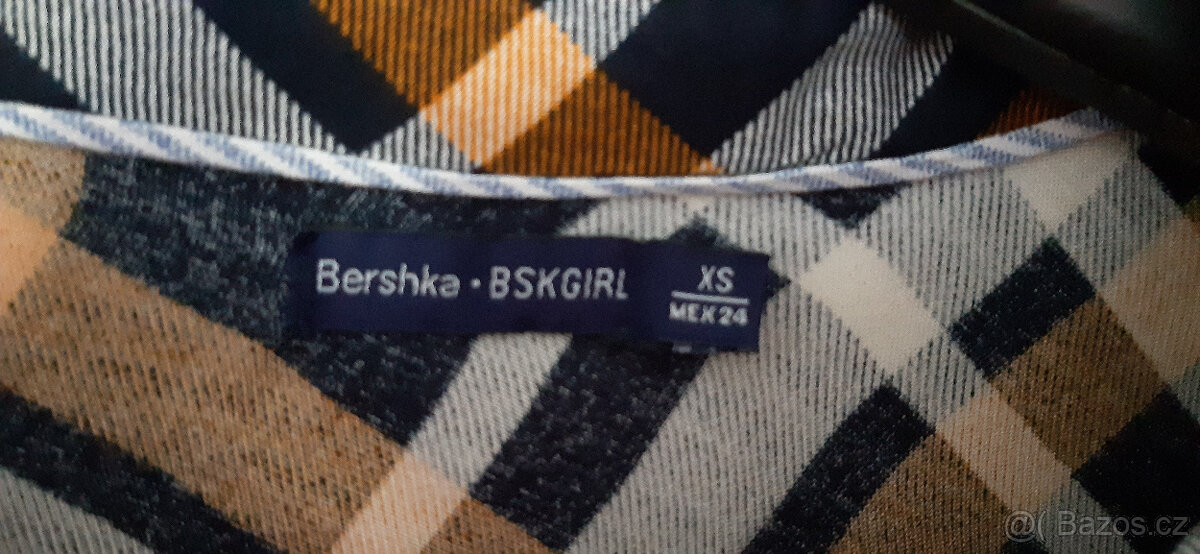 Bershka · BSKGIRL
XS
MEX 24
@( Bazos.cz